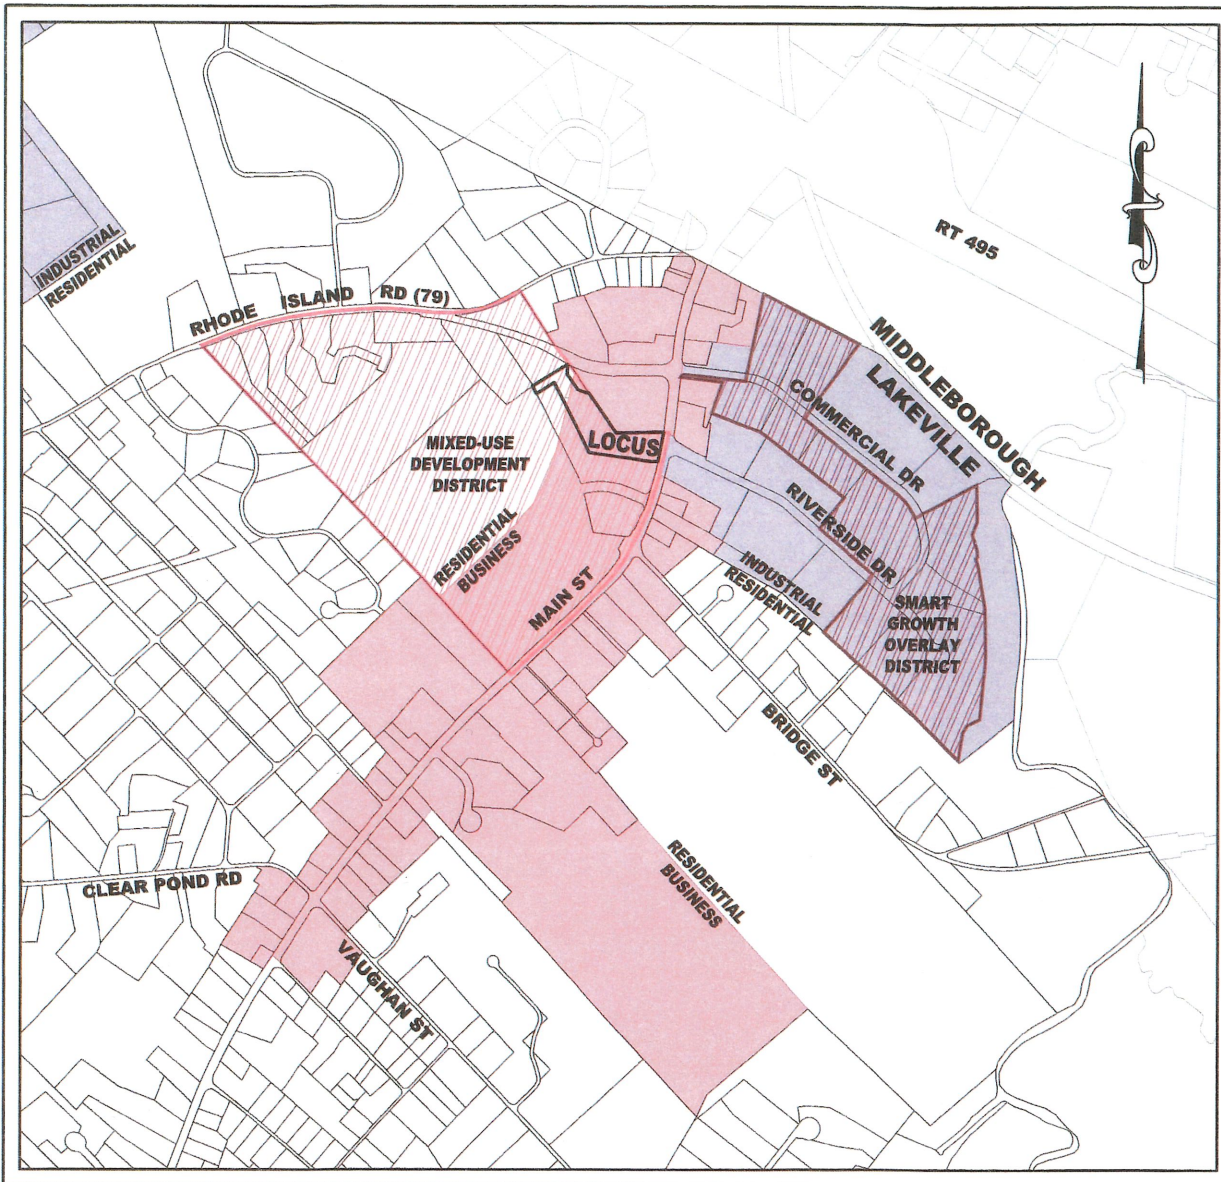 RT 495
INDUSTRIAL
RESIDENTIAL
RHODE ISLAND RD (79)
MIDDLEBOROUGH
LAKEVILLE
COMMERCIAL DR
LOCUS
MIXED-USE
DEVELOPMENT
DISTRICT
RIVERSIDE DR
RESIDENTIAL
BUSINESS
INDUSTRIAL
RESIDENTIAL
MAIN ST
SMART
GROWTH
OVERLAY
DISTRICT
BRIDGE ST
RESIDENTIAL
BUSINESS
CLEAR POND RD
VAUGHAN ST